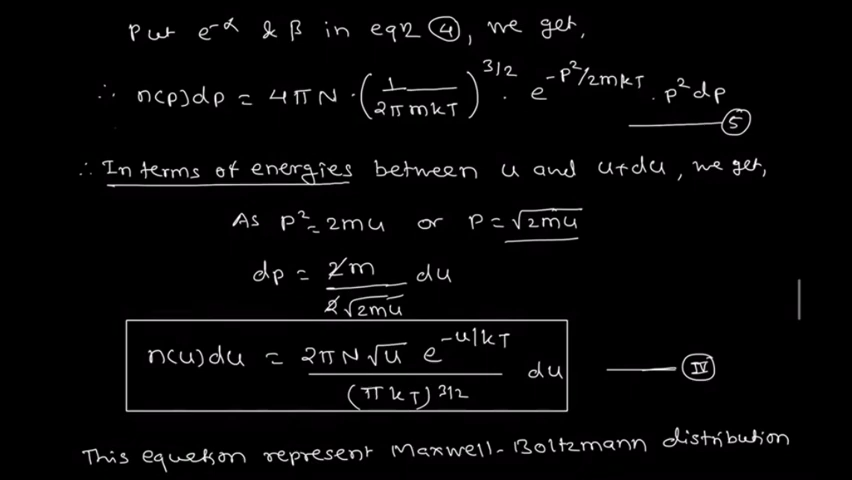 Put e^-α & β in eqn ④, we get,
∴ n(p)dp = 4πN · (1/2πmkT)^3/2 · e^-p²/2mkT · p²dp
⑤
∴ In terms of energies between u and u+du, we get,
As p² = 2mu or p = √2mu
dp = 2m/2√2mu du
n(u)du = 2πN√u e^-u/kT / (πkT)^3/2 du
Ⅳ
This equetion represent Maxwell-Boltzmann distribution